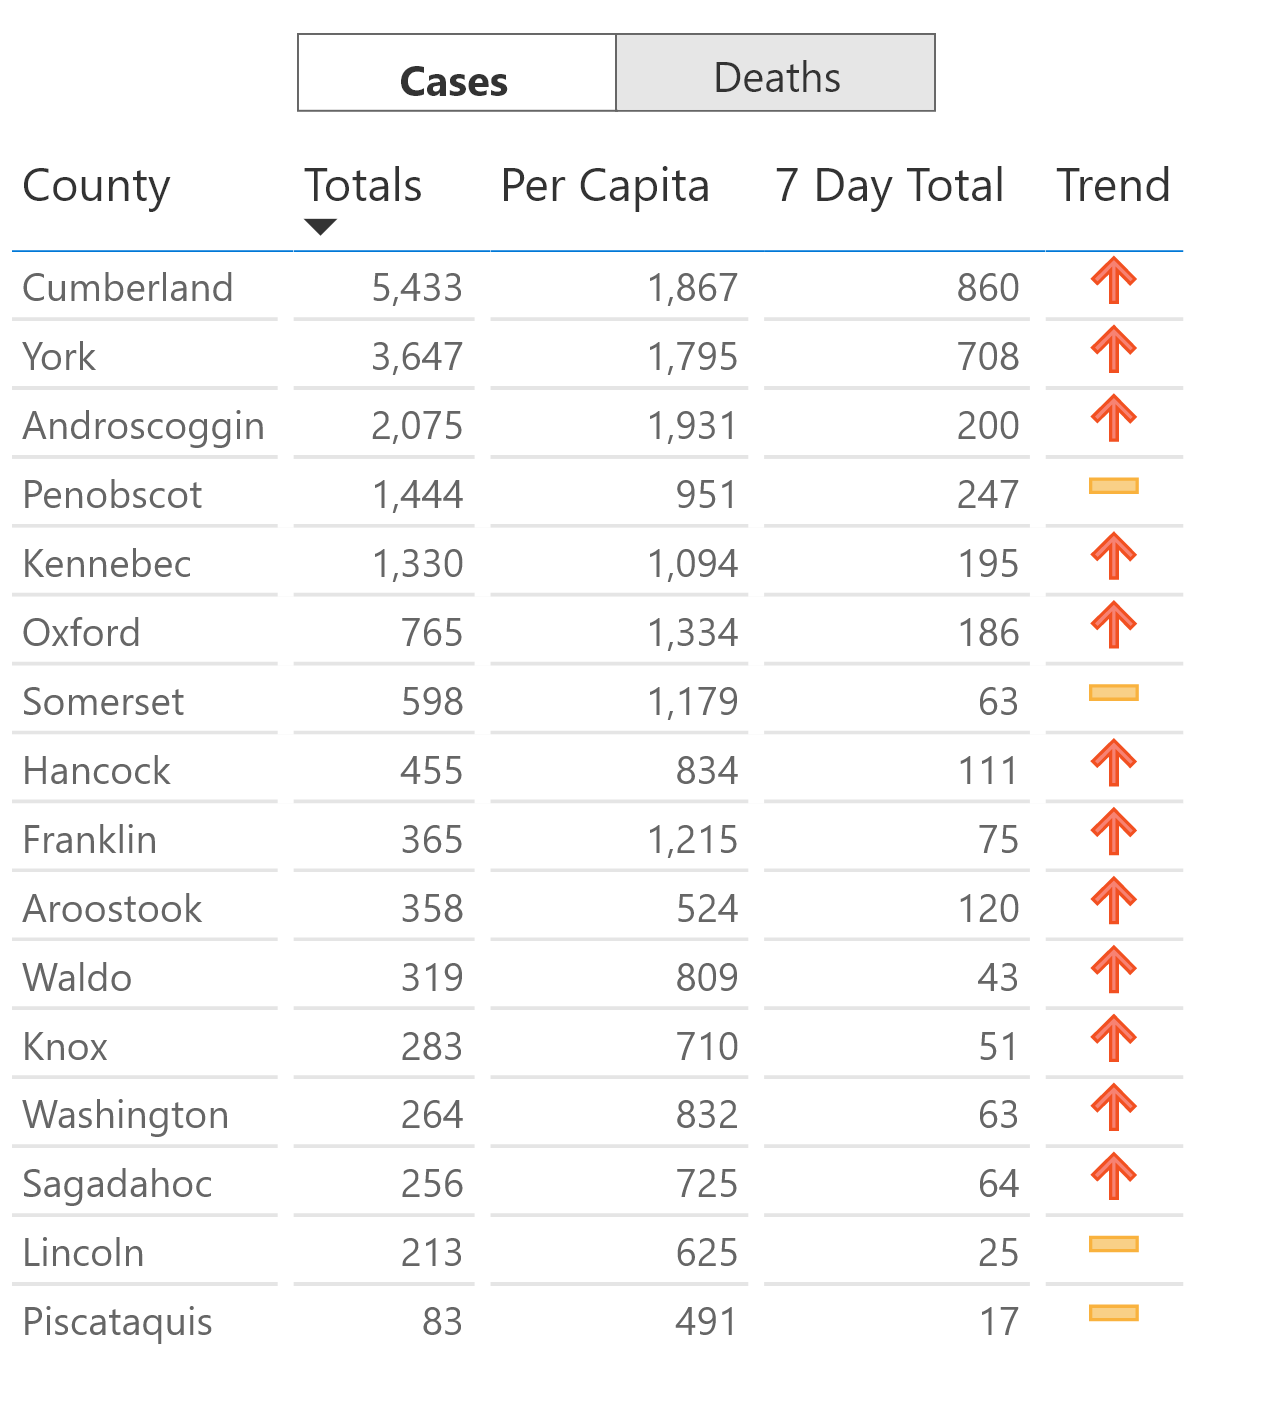 Cases Deaths
County Totals Per Capita 7 Day Total Trend
Cumberland 5,433 1,867 860
York 3,647 1,795 708
Androscoggin 2,075 1,931 200
Penobscot 1,444 951 247
Kennebec 1,330 1,094 195
Oxford 765 1,334 186
Somerset 598 1,179 63
Hancock 455 834 111
Franklin 365 1,215 75
Aroostook 358 524 120
Waldo 319 809 43
Knox 283 710 51
Washington 264 832 63
Sagadahoc 256 725 64
Lincoln 213 625 25
Piscataquis 83 491 17